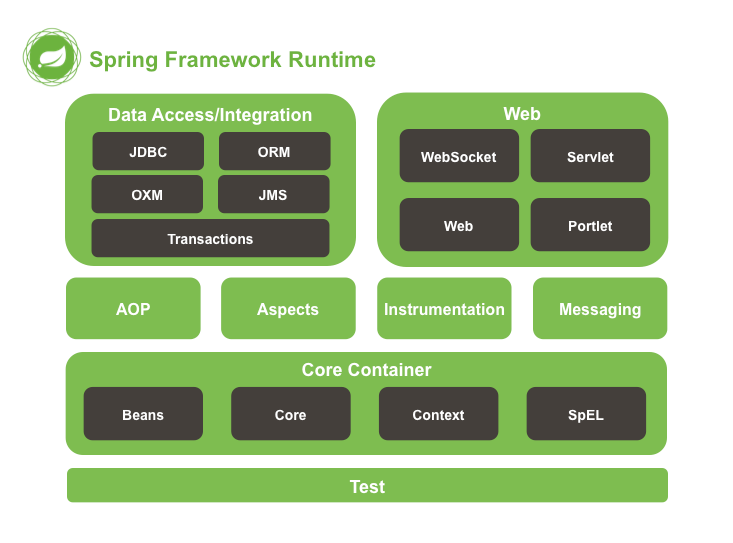 Spring Framework Runtime
Data Access/Integration
JDBC
ORM
OXM
JMS
Transactions
Web
WebSocket
Servlet
Web
Portlet
AOP
Aspects
Instrumentation
Messaging
Core Container
Beans
Core
Context
SpEL
Test